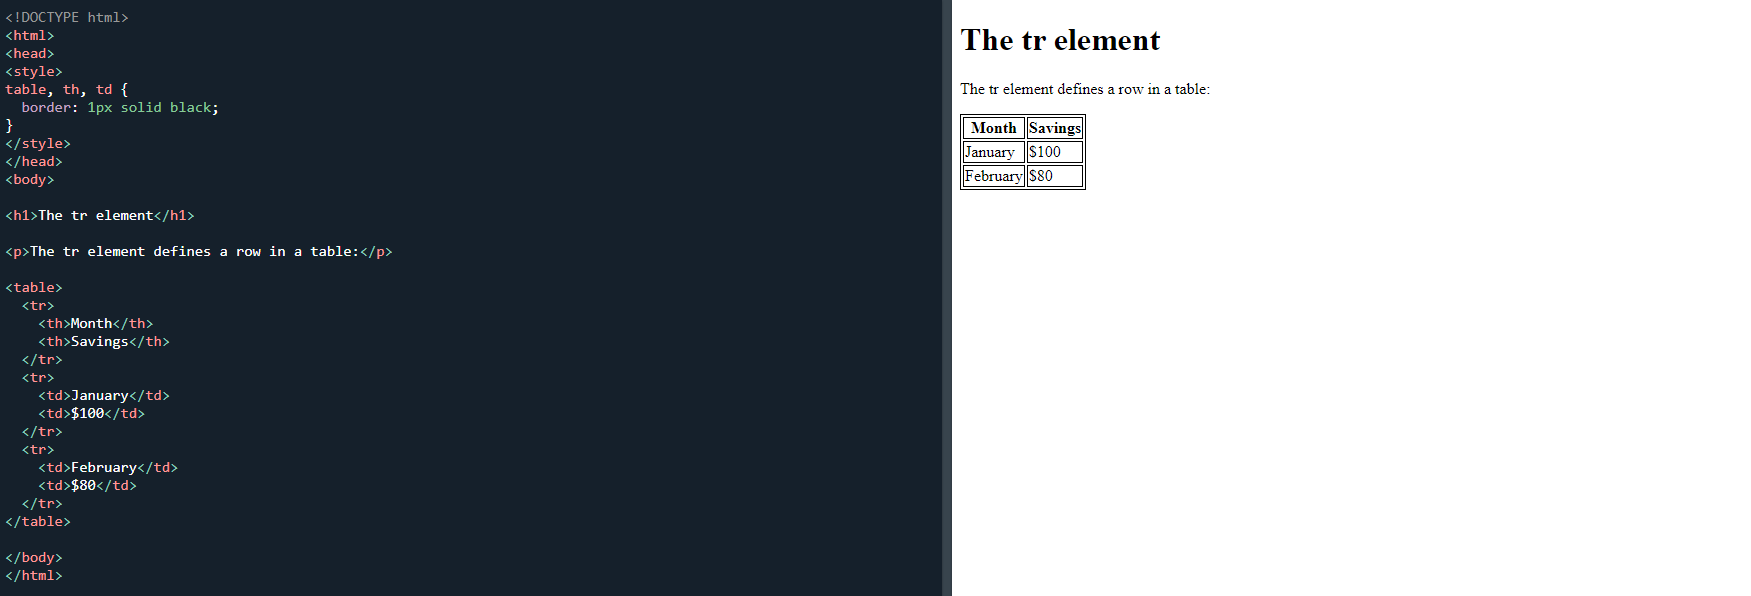 <!DOCTYPE html>
<html>
<head>
<style>
table, th, td {
  border: 1px solid black;
}
</style>
</head>
<body>

<h1>The tr element</h1>

<p>The tr element defines a row in a table:</p>

<table>
  <tr>
    <th>Month</th>
    <th>Savings</th>
  </tr>
  <tr>
    <td>January</td>
    <td>$100</td>
  </tr>
  <tr>
    <td>February</td>
    <td>$80</td>
  </tr>
</table>

</body>
</html>
The tr element
The tr element defines a row in a table:
Month Savings
January $100
February $80